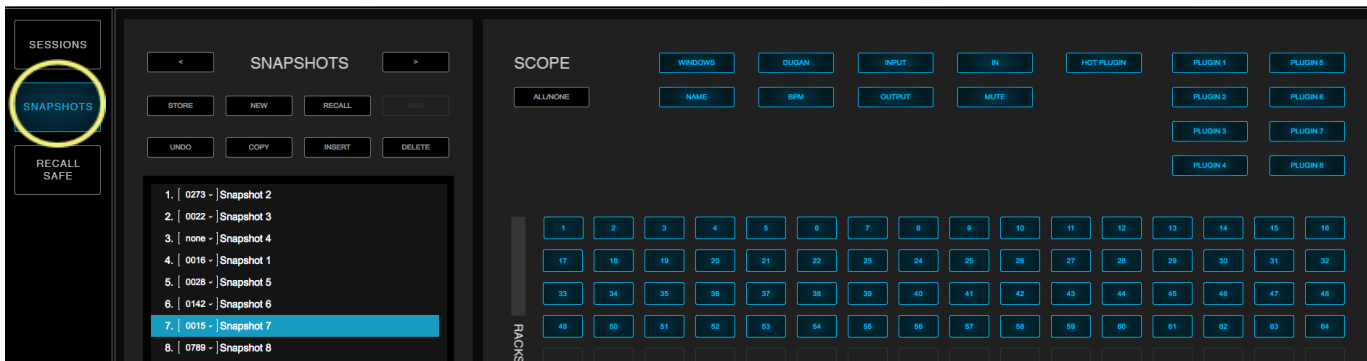 SESSIONS
SNAPSHOTS
RECALL
SAFE
< SNAPSHOTS >
STORE NEW RECALL MIDI
UNDO COPY INSERT DELETE
1. [ 0273 ⌄ ] Snapshot 2
2. [ 0022 ⌄ ] Snapshot 3
3. [ none ⌄ ] Snapshot 4
4. [ 0016 ⌄ ] Snapshot 1
5. [ 0028 ⌄ ] Snapshot 5
6. [ 0142 ⌄ ] Snapshot 6
7. [ 0015 ⌄ ] Snapshot 7
8. [ 0789 ⌄ ] Snapshot 8
SCOPE WINDOWS DUGAN INPUT IN HOT PLUGIN PLUGIN 1 PLUGIN 5
ALL/NONE NAME BPM OUTPUT MUTE PLUGIN 2 PLUGIN 6
PLUGIN 3 PLUGIN 7
PLUGIN 4 PLUGIN 8
RACKS
1 2 3 4 5 6 7 8 9 10 11 12 13 14 15 16
17 18 19 20 21 22 23 24 25 26 27 28 29 30 31 32
33 34 35 36 37 38 39 40 41 42 43 44 45 46 47 48
49 50 51 52 53 54 55 56 57 58 59 60 61 62 63 64